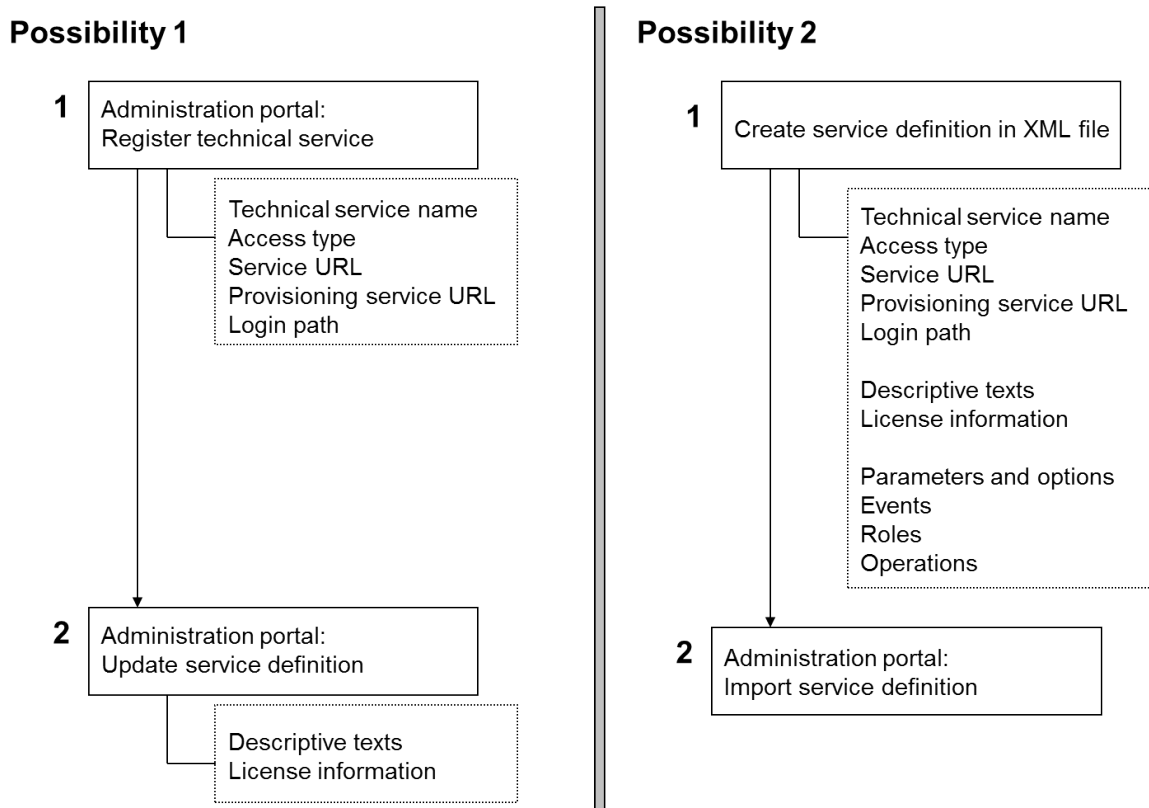 Possibility 1
1
Administration portal:
Register technical service
Technical service name
Access type
Service URL
Provisioning service URL
Login path
2
Administration portal:
Update service definition
Descriptive texts
License information
Possibility 2
1
Create service definition in XML file
Technical service name
Access type
Service URL
Provisioning service URL
Login path
Descriptive texts
License information
Parameters and options
Events
Roles
Operations
2
Administration portal:
Import service definition